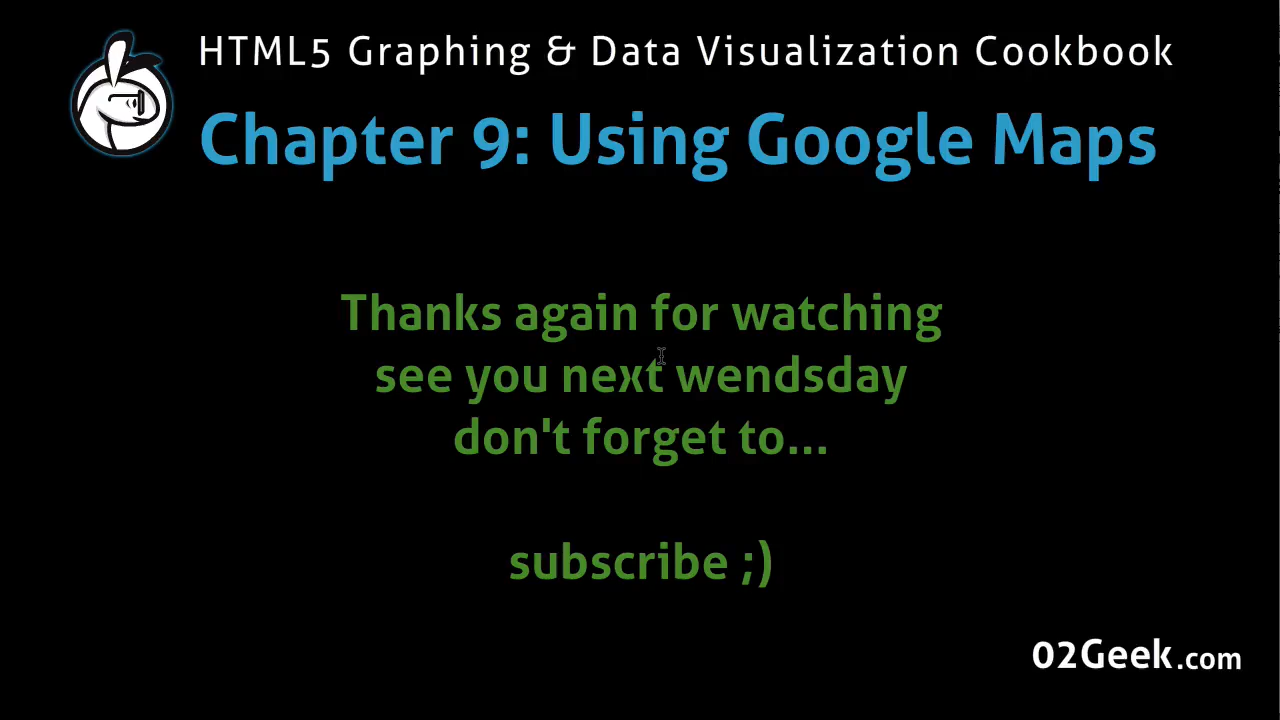 HTML5 Graphing & Data Visualization Cookbook
Chapter 9: Using Google Maps
Thanks again for watching
see you next wendsday
don't forget to...
subscribe ;)
02Geek.com